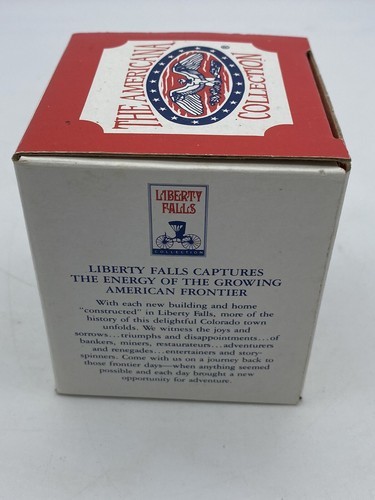 THE AMERICANA
COLLECTION
LIBERTY
FALLS
COLLECTION
LIBERTY FALLS CAPTURES
THE ENERGY OF THE GROWING
AMERICAN FRONTIER
With each new building and home
"constructed" in Liberty Falls, more of the
history of this delightful Colorado town
unfolds. We witness the joys and
sorrows...triumphs and disappointments...of
bankers, miners, restaurateurs...adventurers
and renegades...entertainers and story-
spinners. Come with us on a journey back to
those frontier days—when anything seemed
possible and each day brought a new
opportunity for adventure.